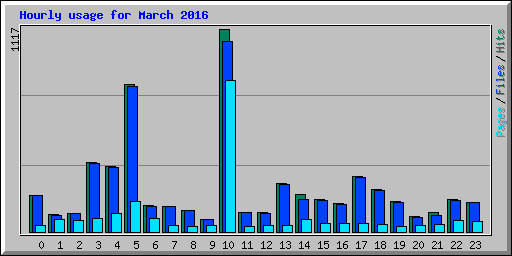 Hourly usage for March 2016
1117
Pages / Files / Hits
0 1 2 3 4 5 6 7 8 9 10 11 12 13 14 15 16 17 18 19 20 21 22 23